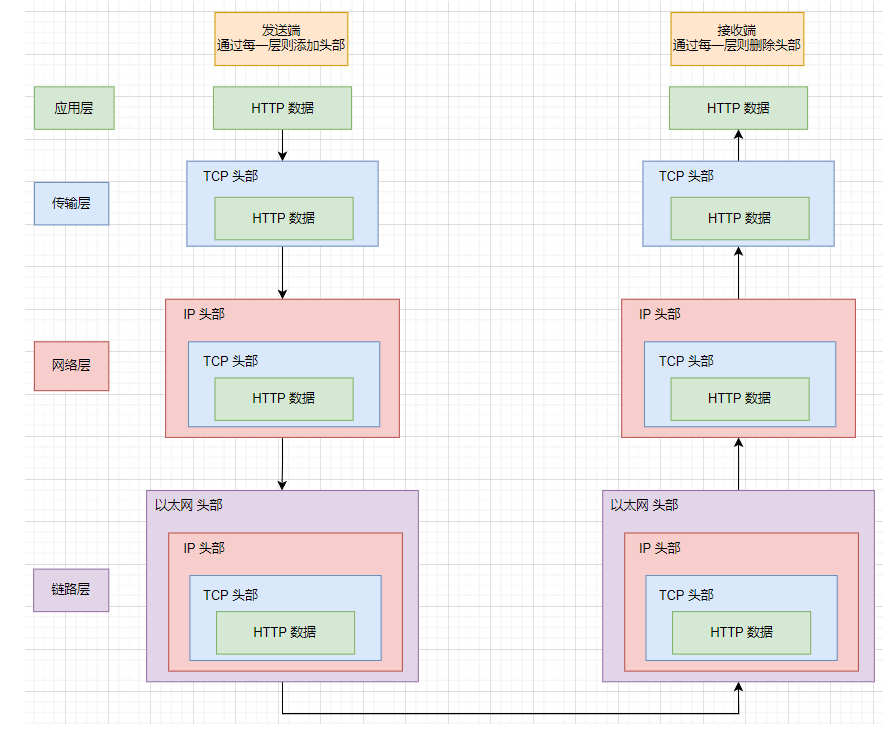 发送端
通过每一层则添加头部
接收端
通过每一层则删除头部
应用层
HTTP 数据
HTTP 数据
传输层
TCP 头部
HTTP 数据
TCP 头部
HTTP 数据
网络层
IP 头部
TCP 头部
HTTP 数据
IP 头部
TCP 头部
HTTP 数据
链路层
以太网 头部
IP 头部
TCP 头部
HTTP 数据
以太网 头部
IP 头部
TCP 头部
HTTP 数据